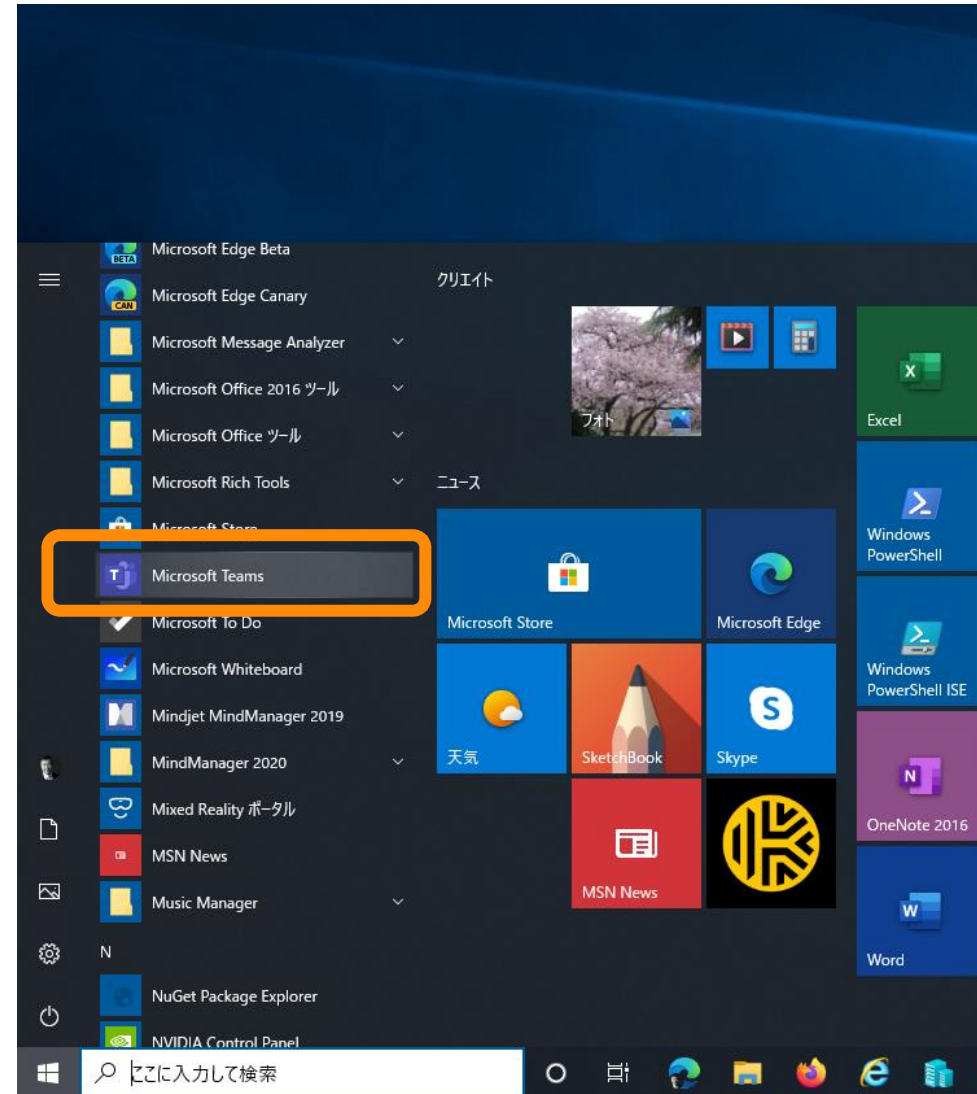 Microsoft Edge Beta
BETA
Microsoft Edge Canary
CAN
Microsoft Message Analyzer
Microsoft Office 2016 ツール
Microsoft Office ツール
Microsoft Rich Tools
Microsoft Store
Microsoft Teams
Microsoft To Do
Microsoft Whiteboard
Mindjet MindManager 2019
MindManager 2020
Mixed Reality ポータル
MSN News
Music Manager
N
NuGet Package Explorer
NVIDIA Control Panel
クリエイト
フォト
Excel
ニュース
Microsoft Store
Microsoft Edge
Windows
PowerShell
天気
SketchBook
Skype
Windows
PowerShell ISE
MSN News
OneNote 2016
Word
ここに入力して検索